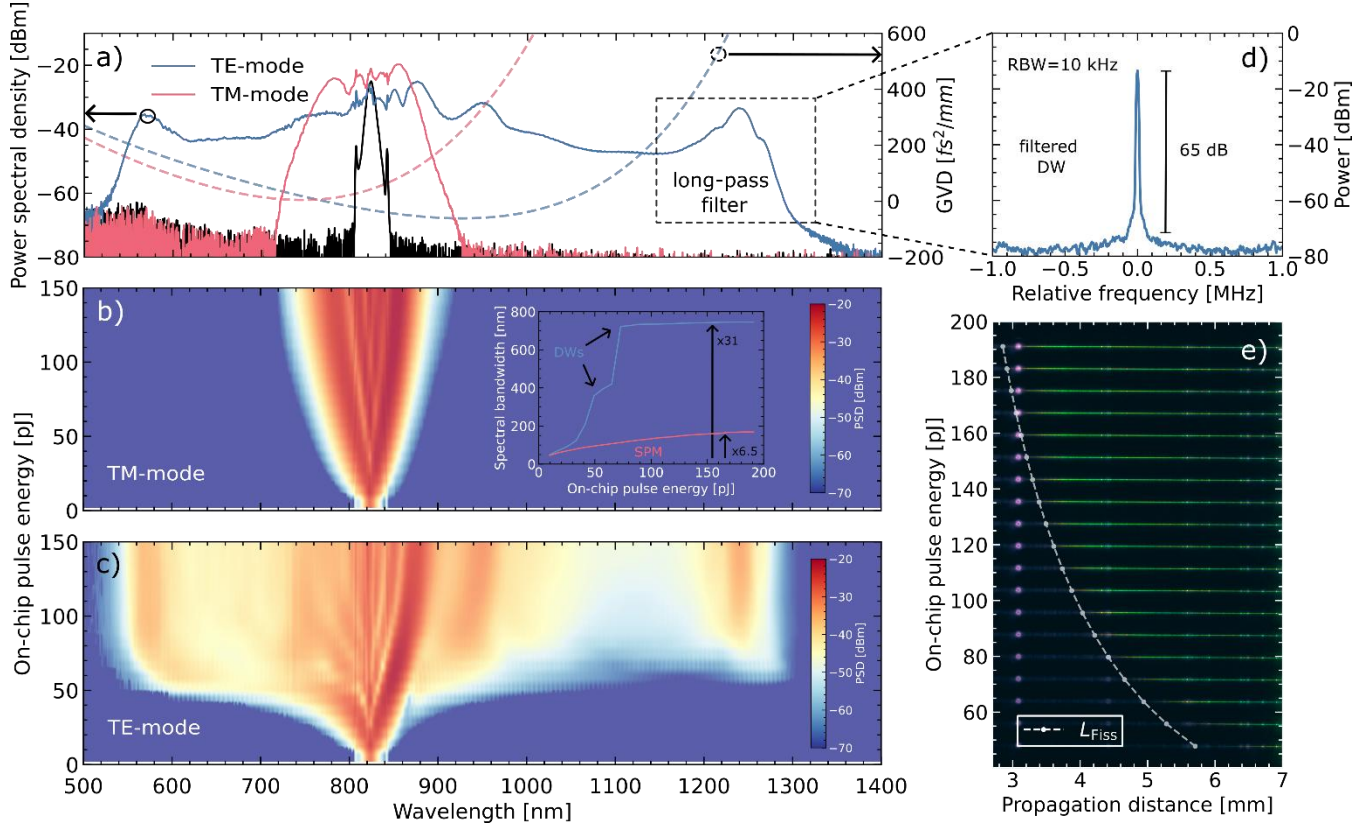 a)
TE-mode
TM-mode
long-pass
filter
Power spectral density [dBm]
−20
−40
−60
−80
GVD [fs²/mm]
600
400
200
0
−200
d)
RBW=10 kHz
filtered
DW
65 dB
Power [dBm]
0
−20
−40
−60
−80
−1.0 −0.5 0.0 0.5 1.0
Relative frequency [MHz]
b)
TM-mode
150
100
50
0
On-chip pulse energy [pJ]
PSD [dBm]
−20
−30
−40
−50
−60
−70
Spectral bandwidth [nm]
800
600
400
200
0
DWs
SPM
x31
x6.5
0 50 100 150 200
On-chip pulse energy [pJ]
c)
TE-mode
150
100
50
0
PSD [dBm]
−20
−30
−40
−50
−60
−70
500 600 700 800 900 1000 1100 1200 1300 1400
Wavelength [nm]
e)
On-chip pulse energy [pJ]
200
180
160
140
120
100
80
60
L_Fiss
3 4 5 6 7
Propagation distance [mm]